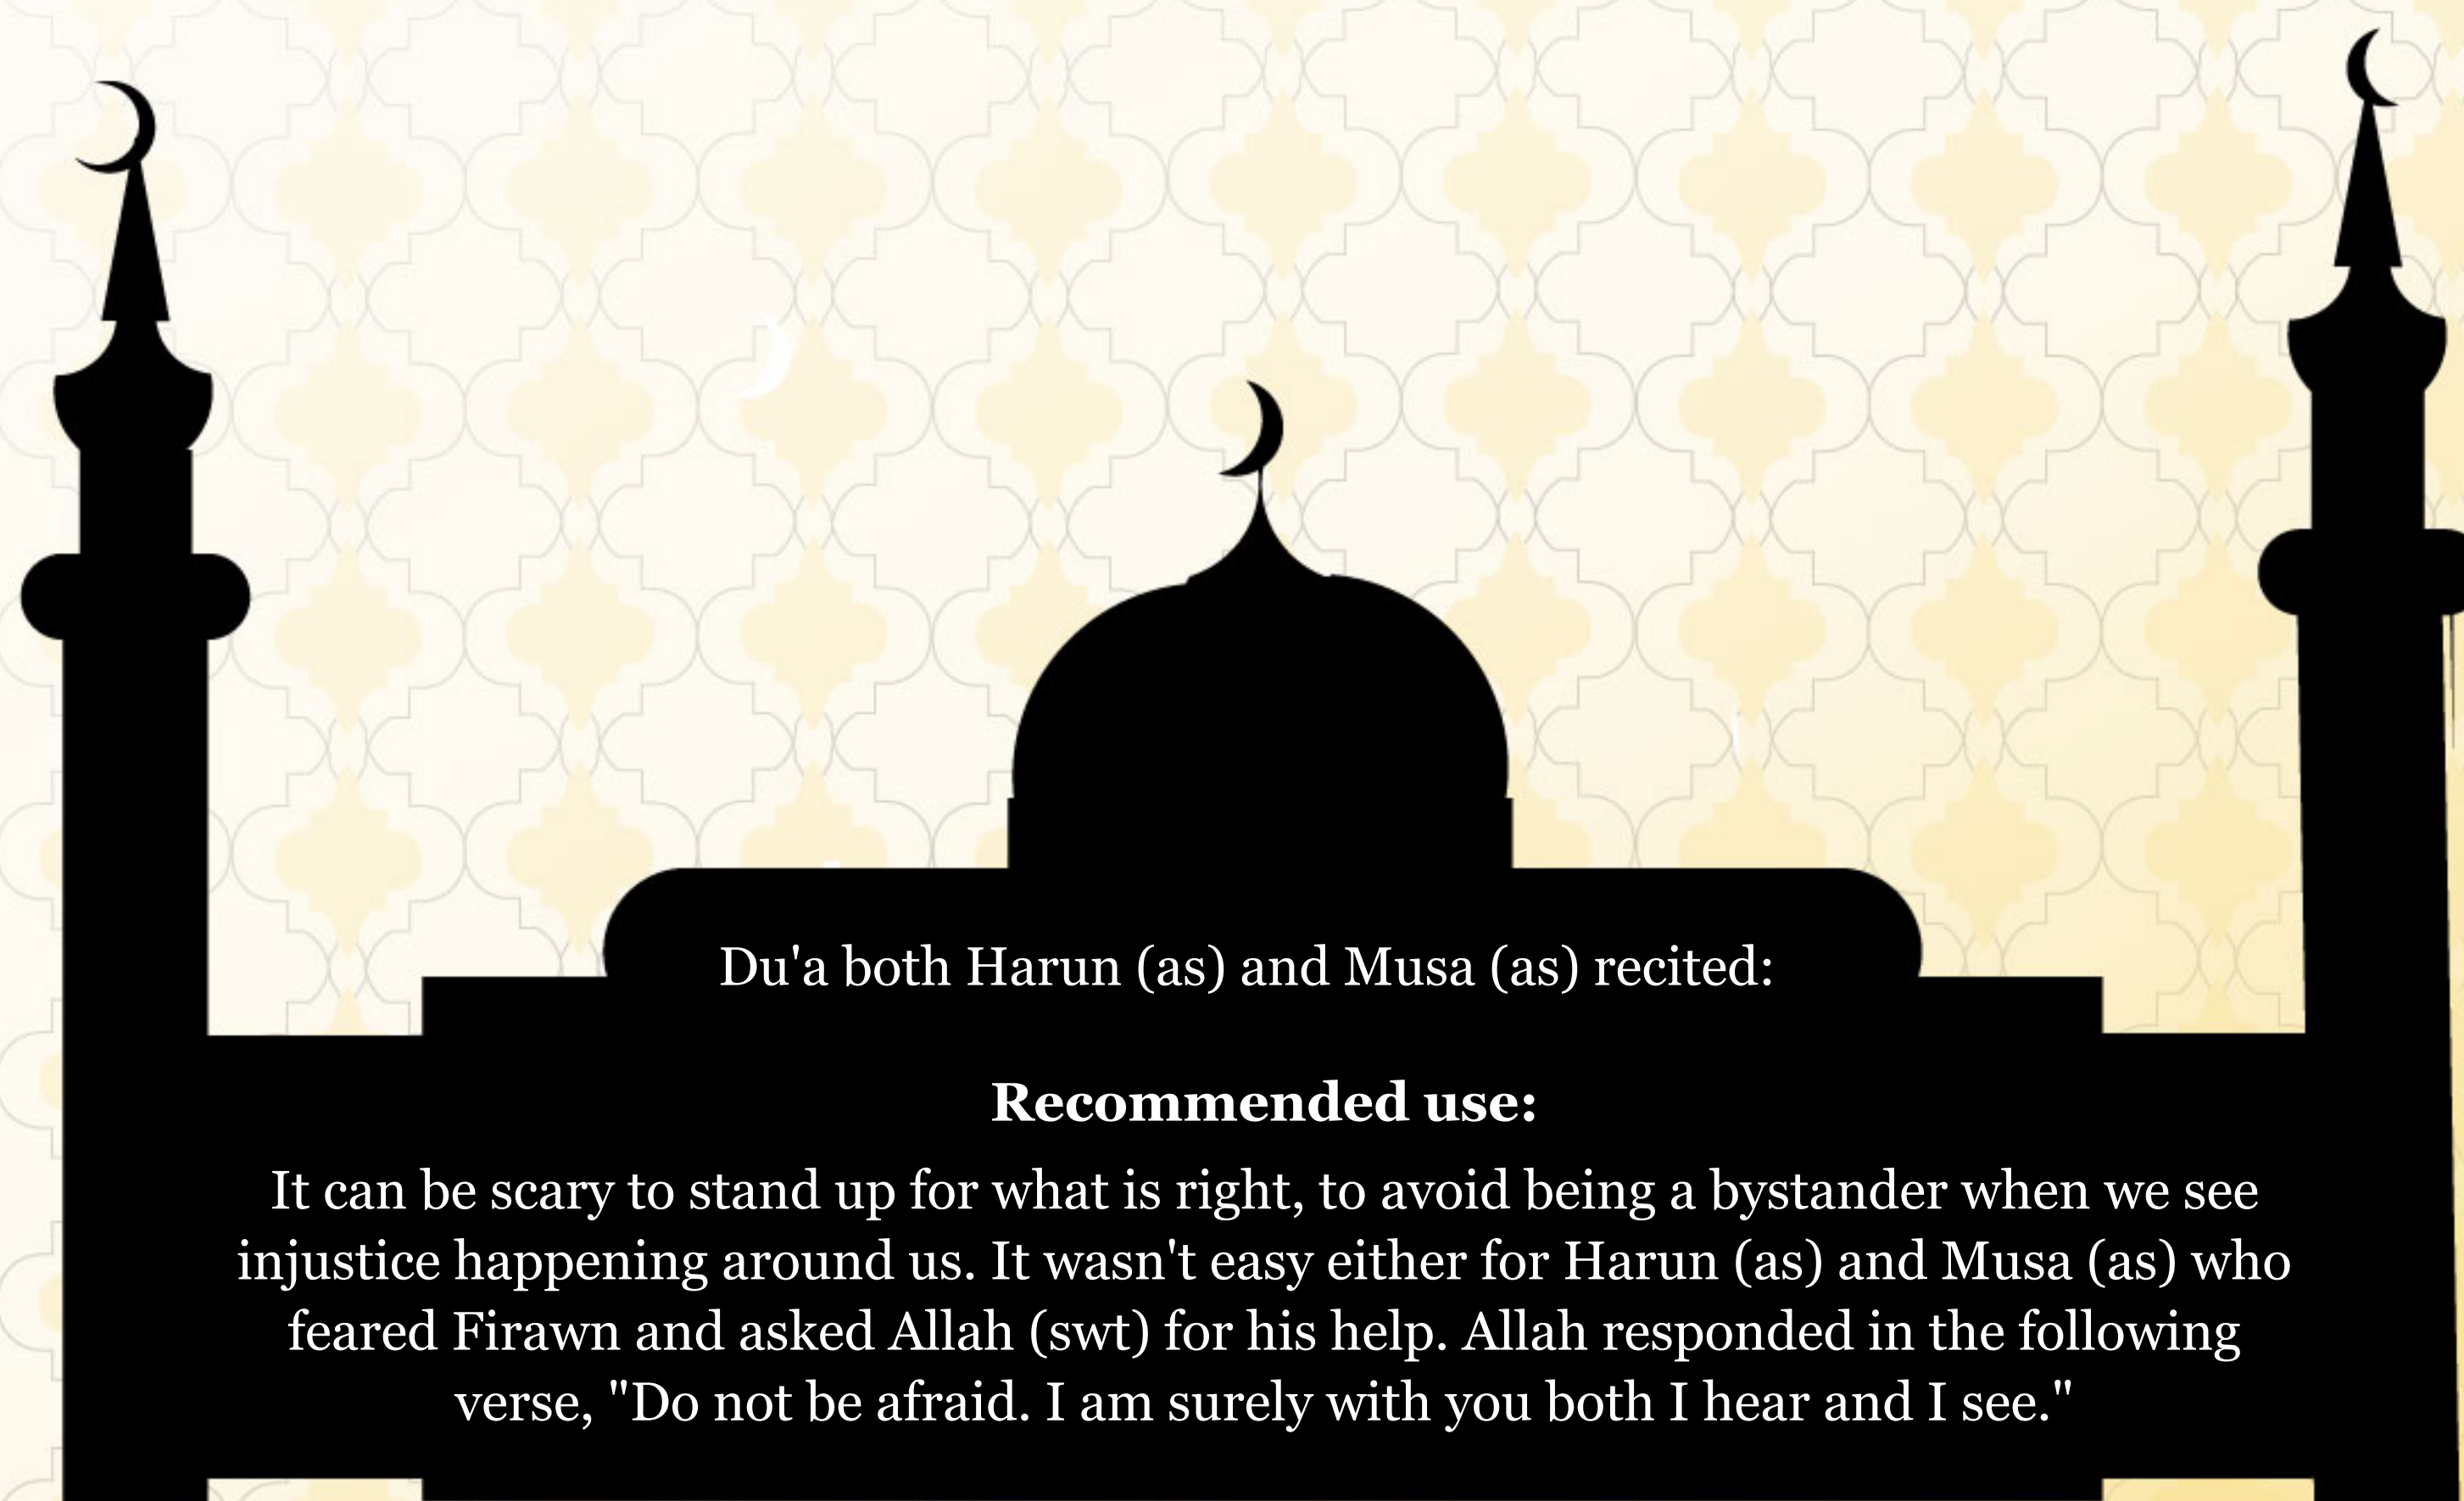 Du'a both Harun (as) and Musa (as) recited:
Recommended use:
It can be scary to stand up for what is right, to avoid being a bystander when we see
injustice happening around us. It wasn't easy either for Harun (as) and Musa (as) who
feared Firawn and asked Allah (swt) for his help. Allah responded in the following
verse, "Do not be afraid. I am surely with you both I hear and I see."